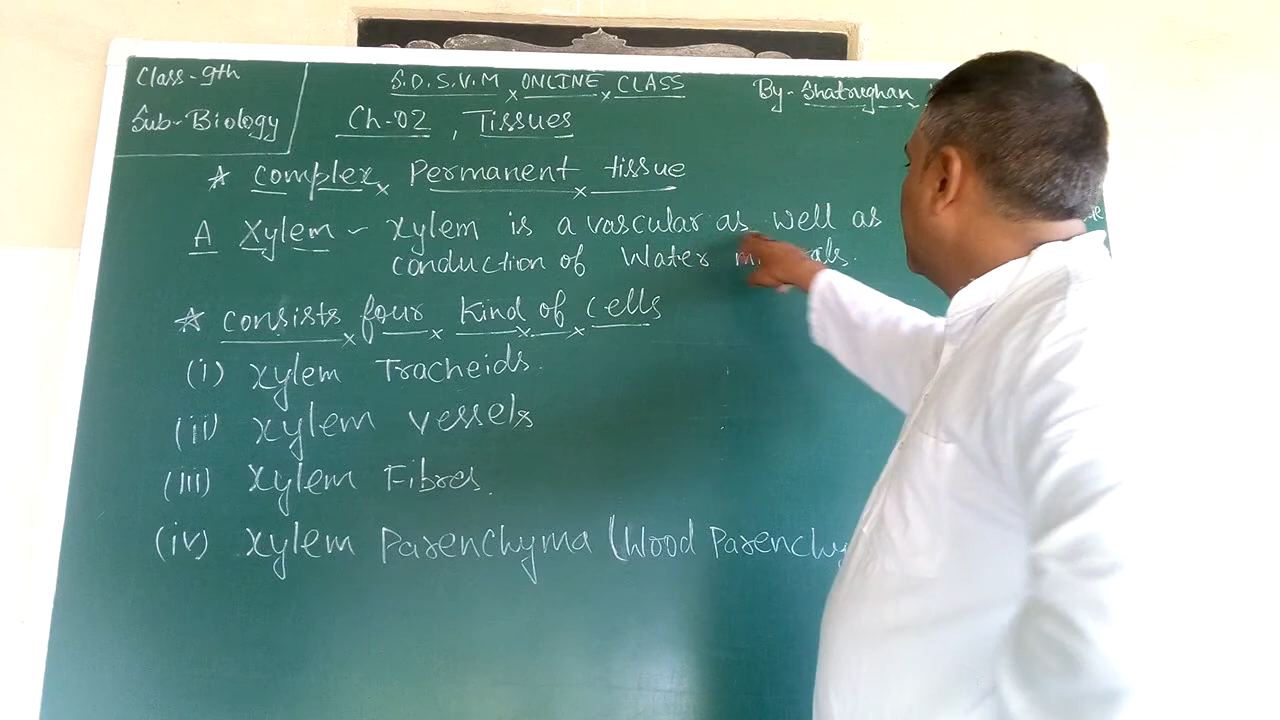 Class-9th
Sub-Biology
S.D.S.V.M ONLINE CLASS
By-Shatrughan
Ch-02, Tissues
☆ Complex Permanent tissue
A Xylem - Xylem is a vascular as well as
conduction of Water
☆ consists four Kind of cells
(i) Xylem Tracheids.
(ii) Xylem vessels
(iii) Xylem Fibres.
(iv) Xylem Parenchyma (Wood Parenchy